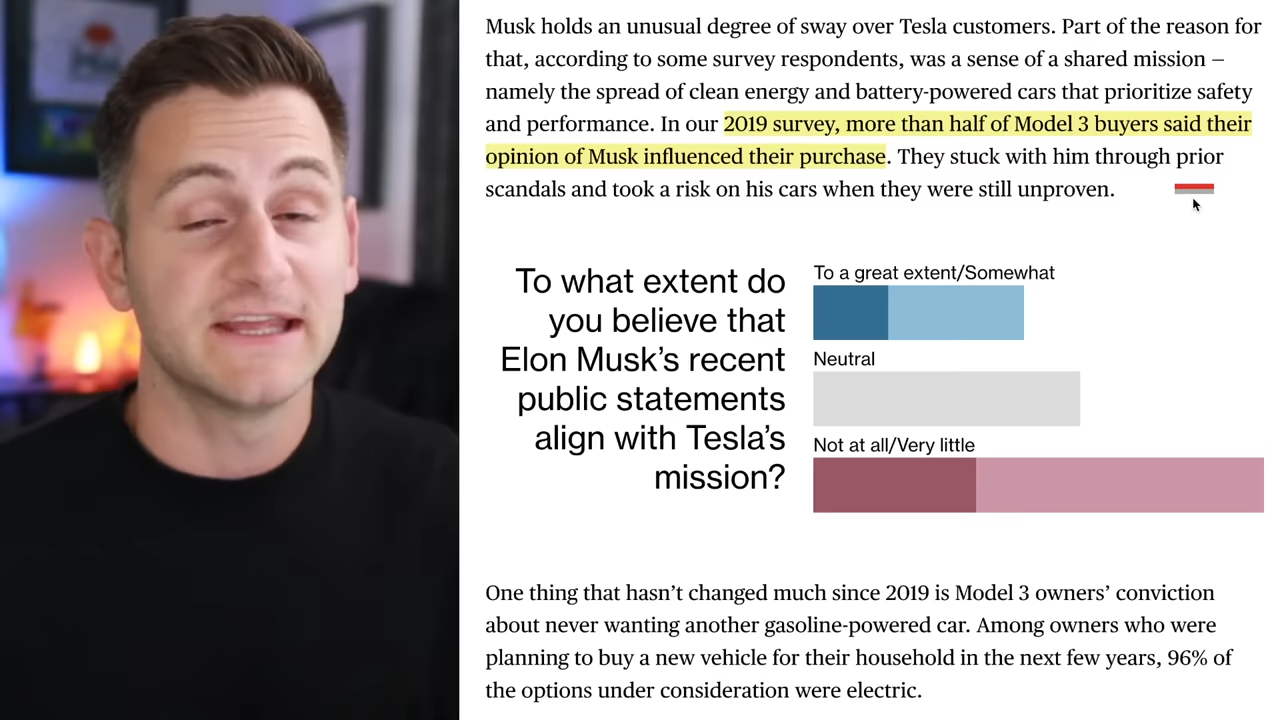 Musk holds an unusual degree of sway over Tesla customers. Part of the reason for
that, according to some survey respondents, was a sense of a shared mission –
namely the spread of clean energy and battery-powered cars that prioritize safety
and performance. In our 2019 survey, more than half of Model 3 buyers said their
opinion of Musk influenced their purchase. They stuck with him through prior
scandals and took a risk on his cars when they were still unproven.
To what extent do
you believe that
Elon Musk’s recent
public statements
align with Tesla’s
mission?
To a great extent/Somewhat
Neutral
Not at all/Very little
One thing that hasn’t changed much since 2019 is Model 3 owners’ conviction
about never wanting another gasoline-powered car. Among owners who were
planning to buy a new vehicle for their household in the next few years, 96% of
the options under consideration were electric.